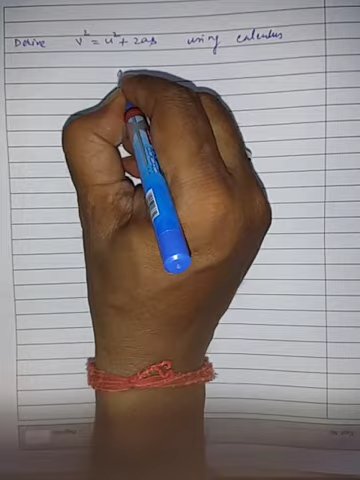 Derive v² = u² + 2as using calculus